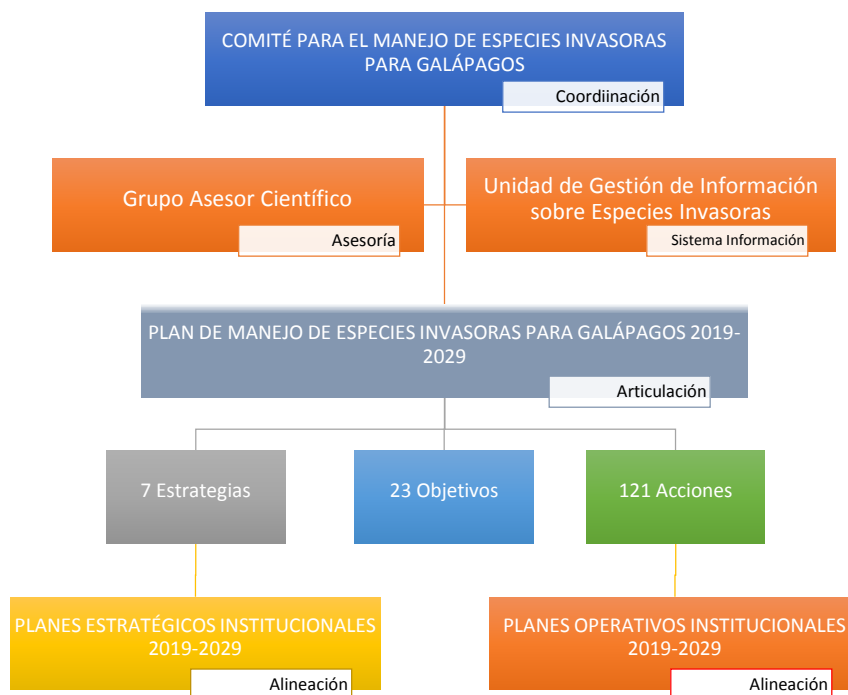 COMITÉ PARA EL MANEJO DE ESPECIES INVASORAS
PARA GALÁPAGOS
Coordiinación
Grupo Asesor Científico
Asesoría
Unidad de Gestión de Información
sobre Especies Invasoras
Sistema Información
PLAN DE MANEJO DE ESPECIES INVASORAS PARA GALÁPAGOS 2019-
2029
Articulación
7 Estrategias
23 Objetivos
121 Acciones
PLANES ESTRATÉGICOS INSTITUCIONALES
2019-2029
Alineación
PLANES OPERATIVOS INSTITUCIONALES
2019-2029
Alineación